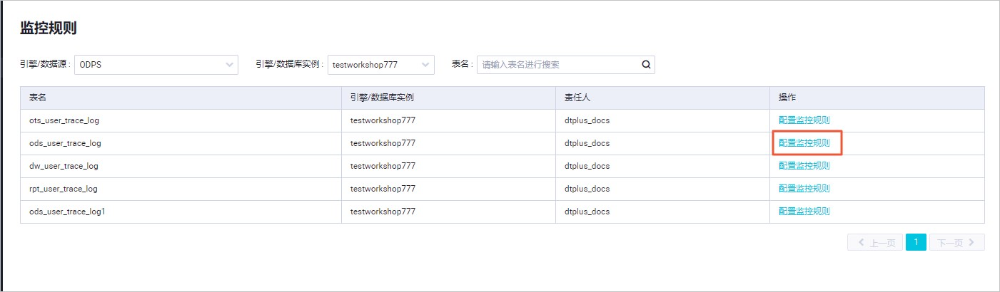 监控规则
引擎/数据源 : ODPS 引擎/数据库实例 : testworkshop777 表名 : 请输入表名进行搜索
表名 引擎/数据库实例 责任人 操作
ots_user_trace_log testworkshop777 dtplus_docs 配置监控规则
ods_user_trace_log testworkshop777 dtplus_docs 配置监控规则
dw_user_trace_log testworkshop777 dtplus_docs 配置监控规则
rpt_user_trace_log testworkshop777 dtplus_docs 配置监控规则
ods_user_trace_log1 testworkshop777 dtplus_docs 配置监控规则
上一页 1 下一页